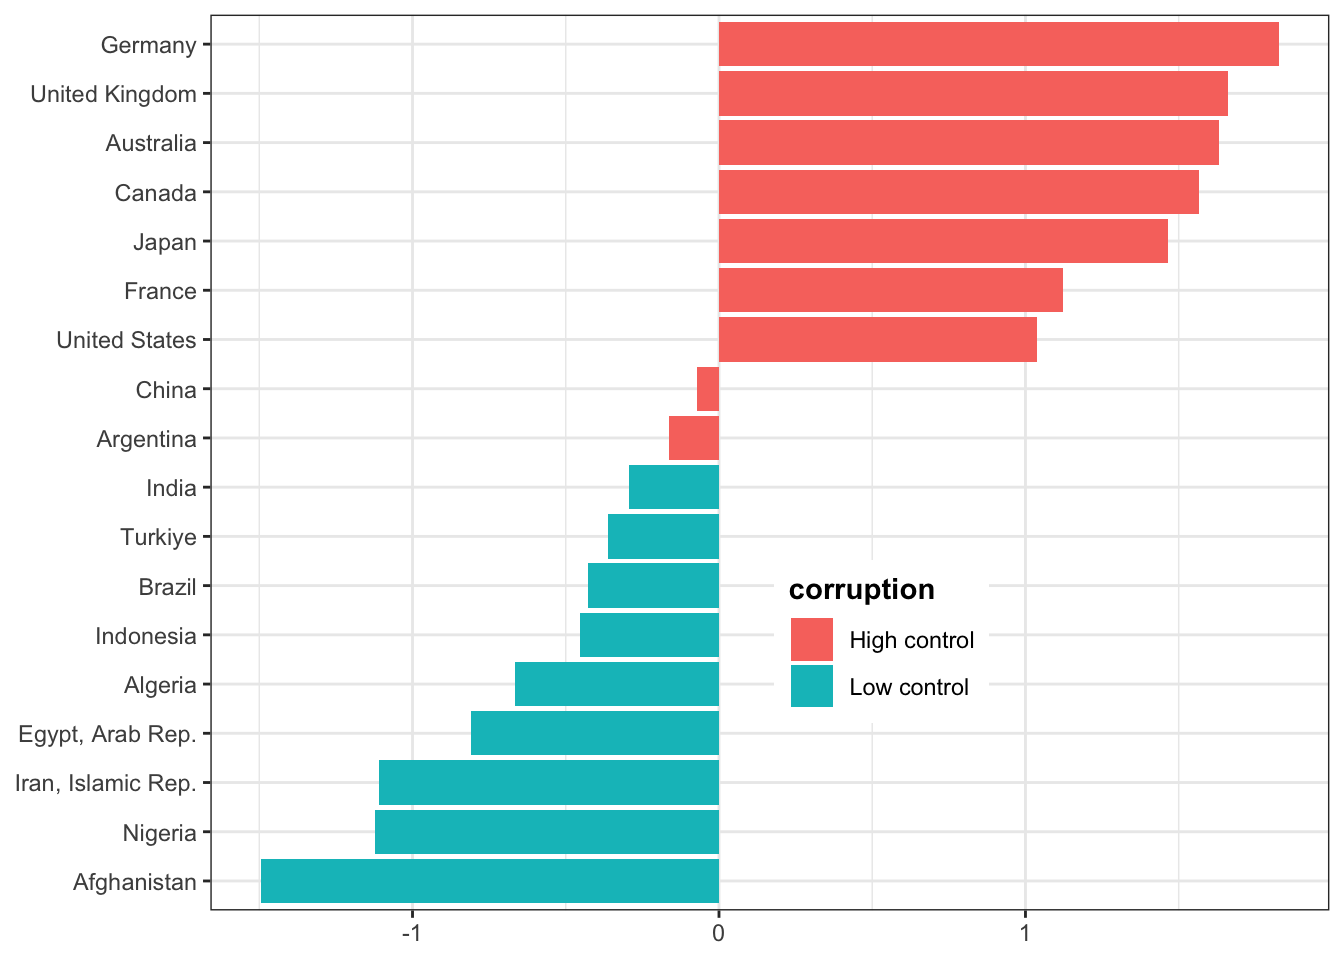 Germany
United Kingdom
Australia
Canada
Japan
France
United States
China
Argentina
India
Turkiye
Brazil
Indonesia
Algeria
Egypt, Arab Rep.
Iran, Islamic Rep.
Nigeria
Afghanistan
corruption
High control
Low control
-1 0 1